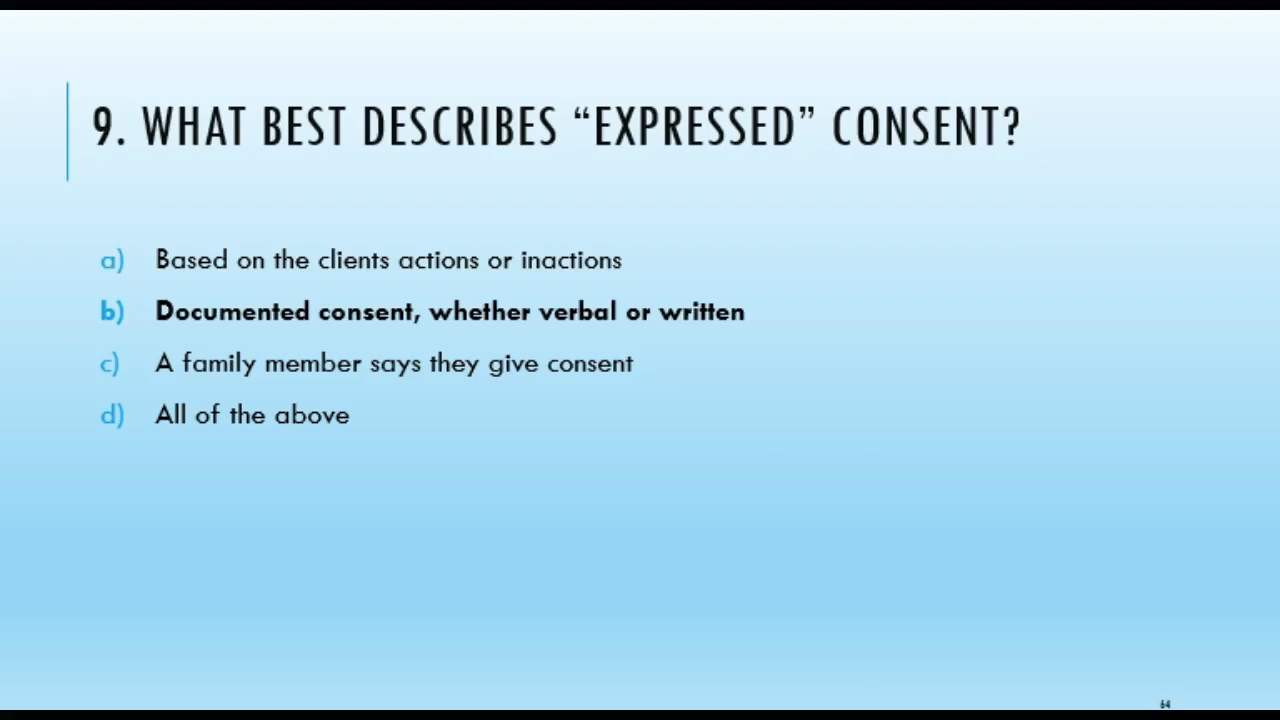 9. WHAT BEST DESCRIBES “EXPRESSED” CONSENT?
a) Based on the clients actions or inactions
b) Documented consent, whether verbal or written
c) A family member says they give consent
d) All of the above
64